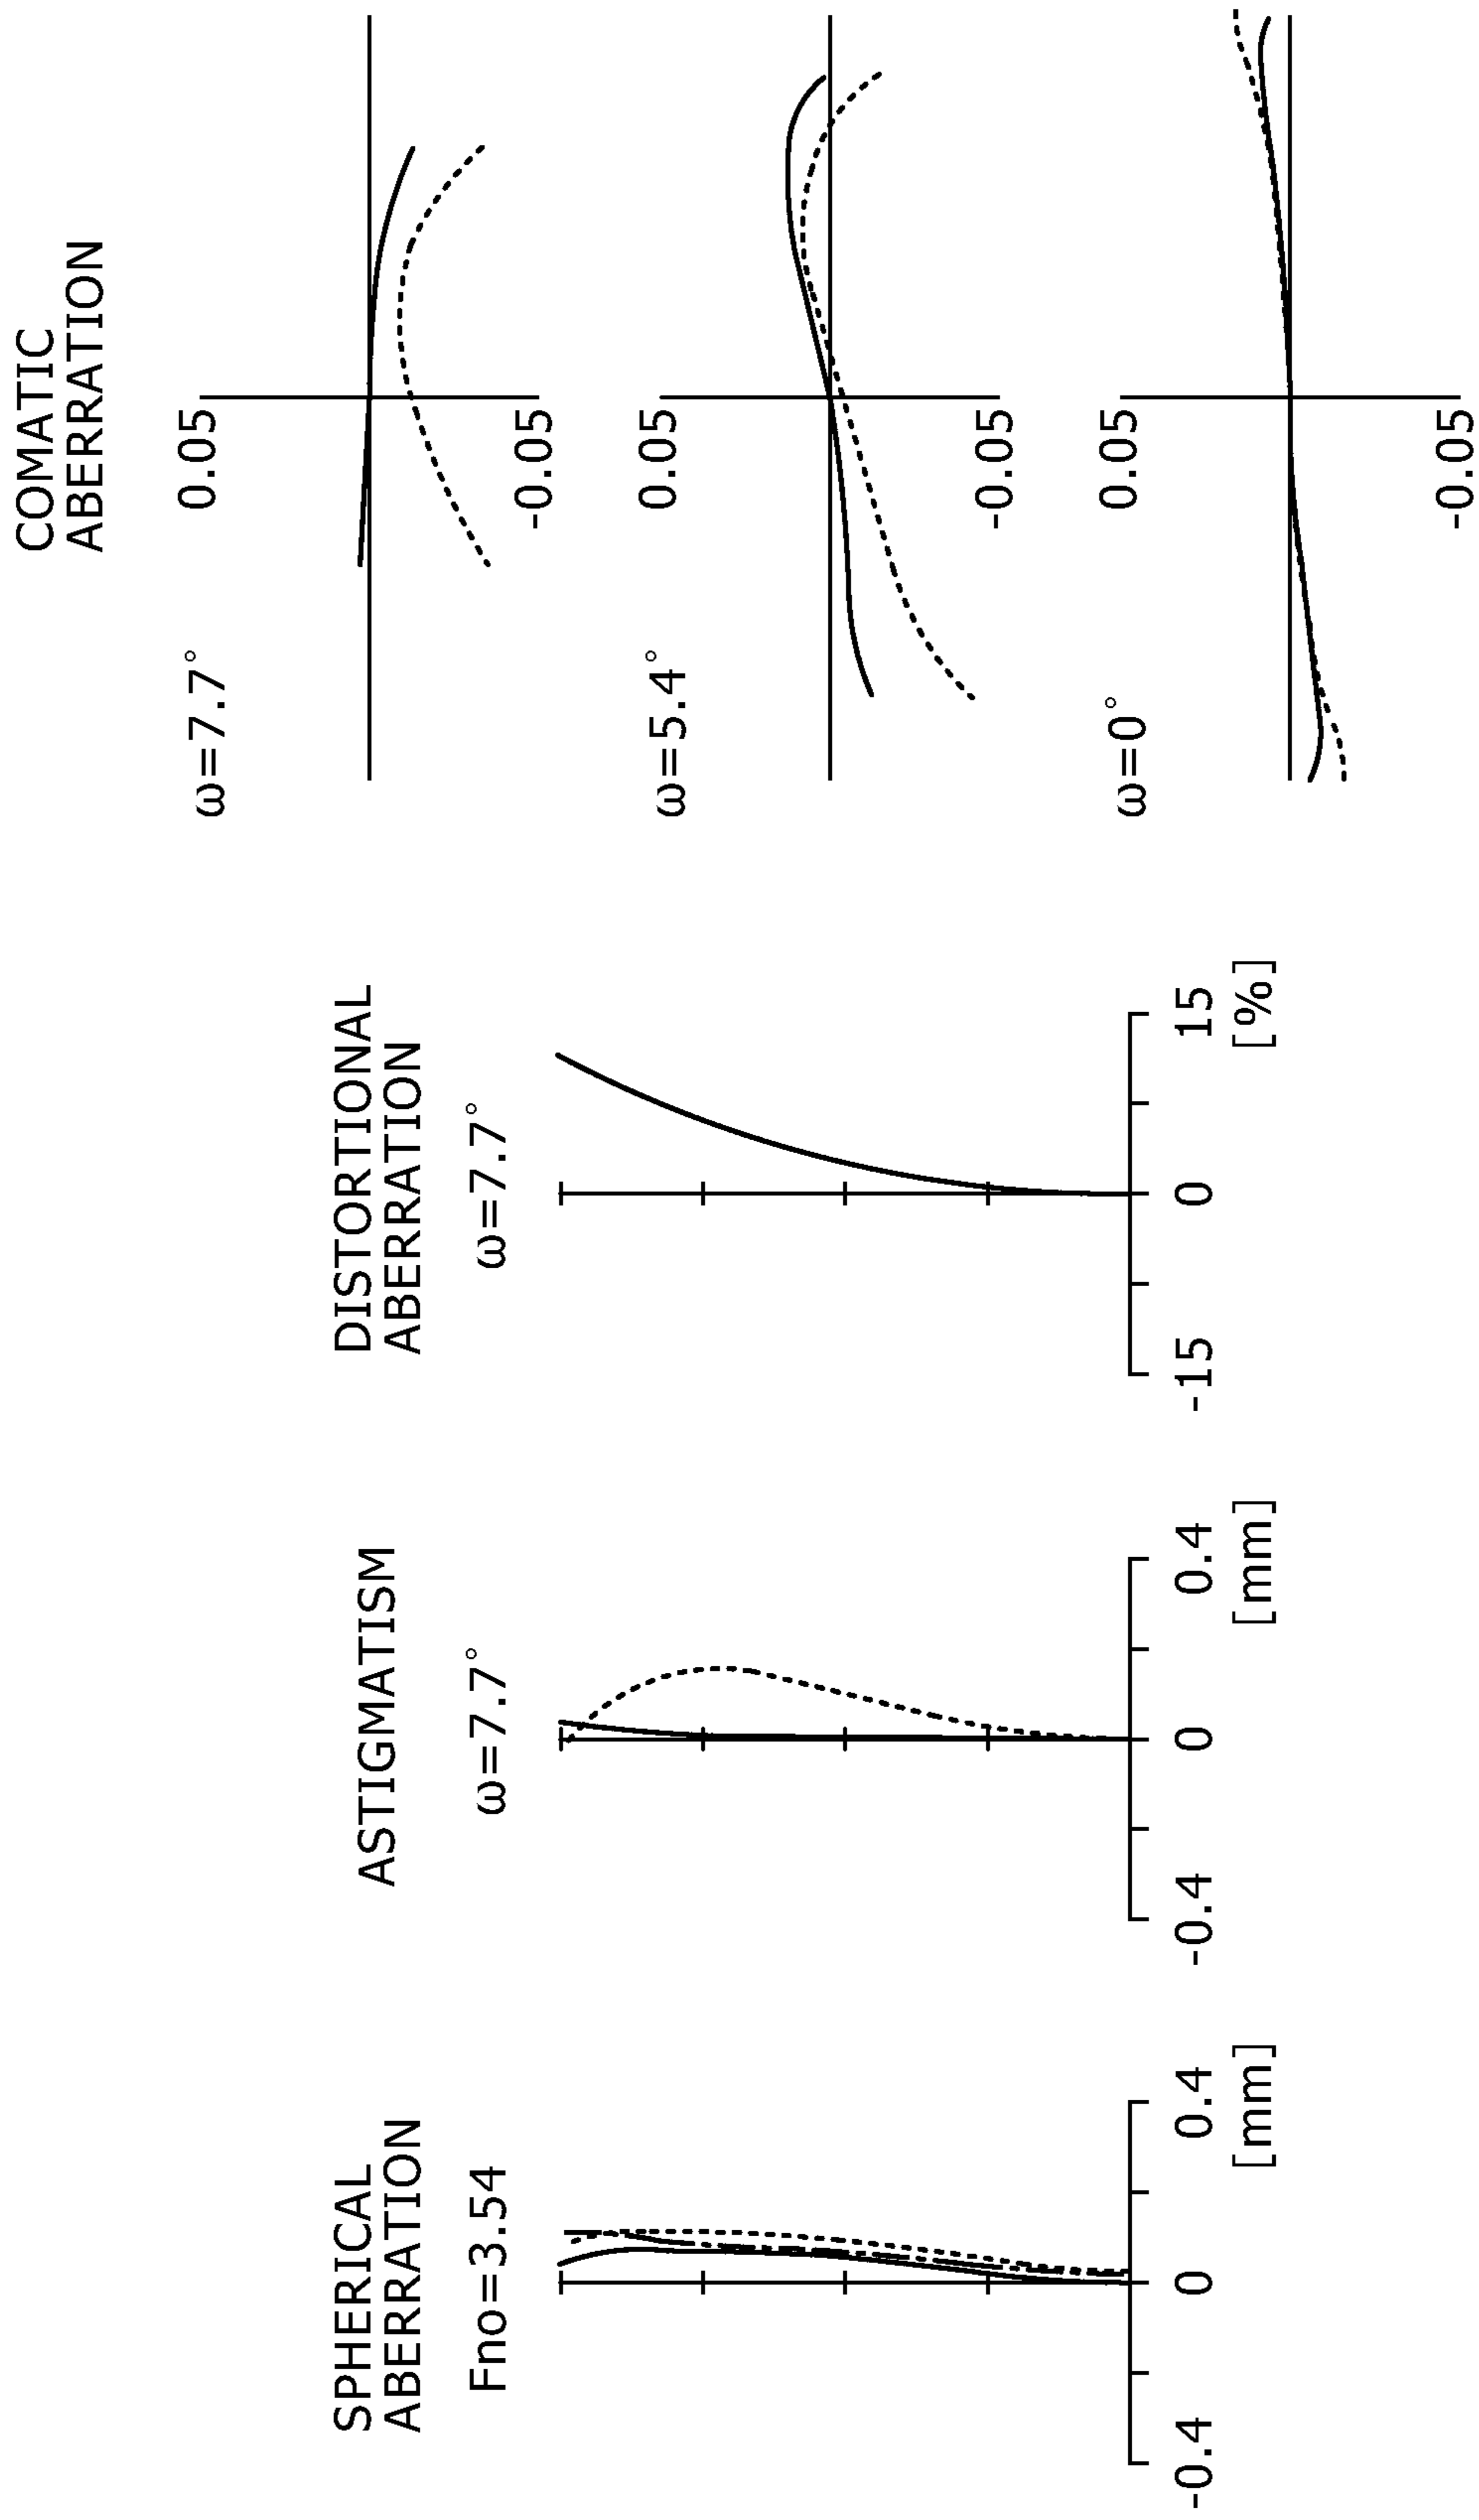 SPHERICAL
ABERRATION
Fno=3.54
-0.4
0
0.4
[mm]
ASTIGMATISM
ω=7.7°
-0.4
0
0.4
[mm]
DISTORTIONAL
ABERRATION
ω=7.7°
-15
0
15
[%]
COMATIC
ABERRATION
ω=7.7°
0.05
-0.05
ω=5.4°
0.05
-0.05
ω=0°
0.05
-0.05